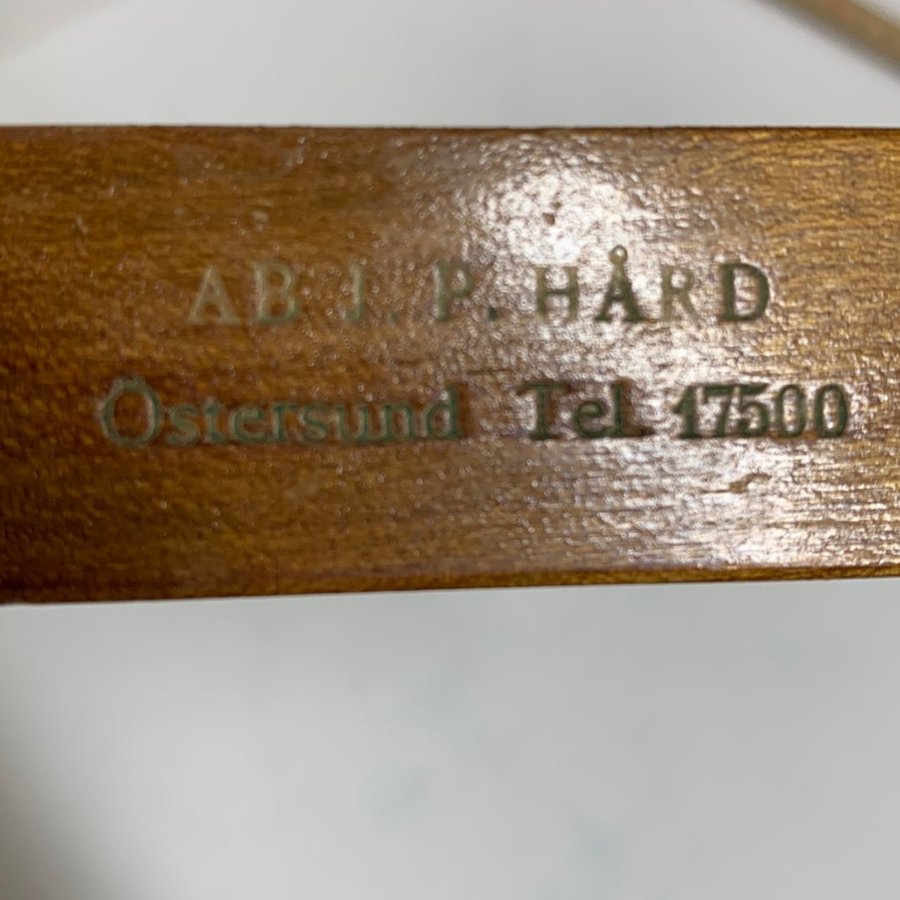 AB J. P. HÅRD
Östersund Tel. 17500